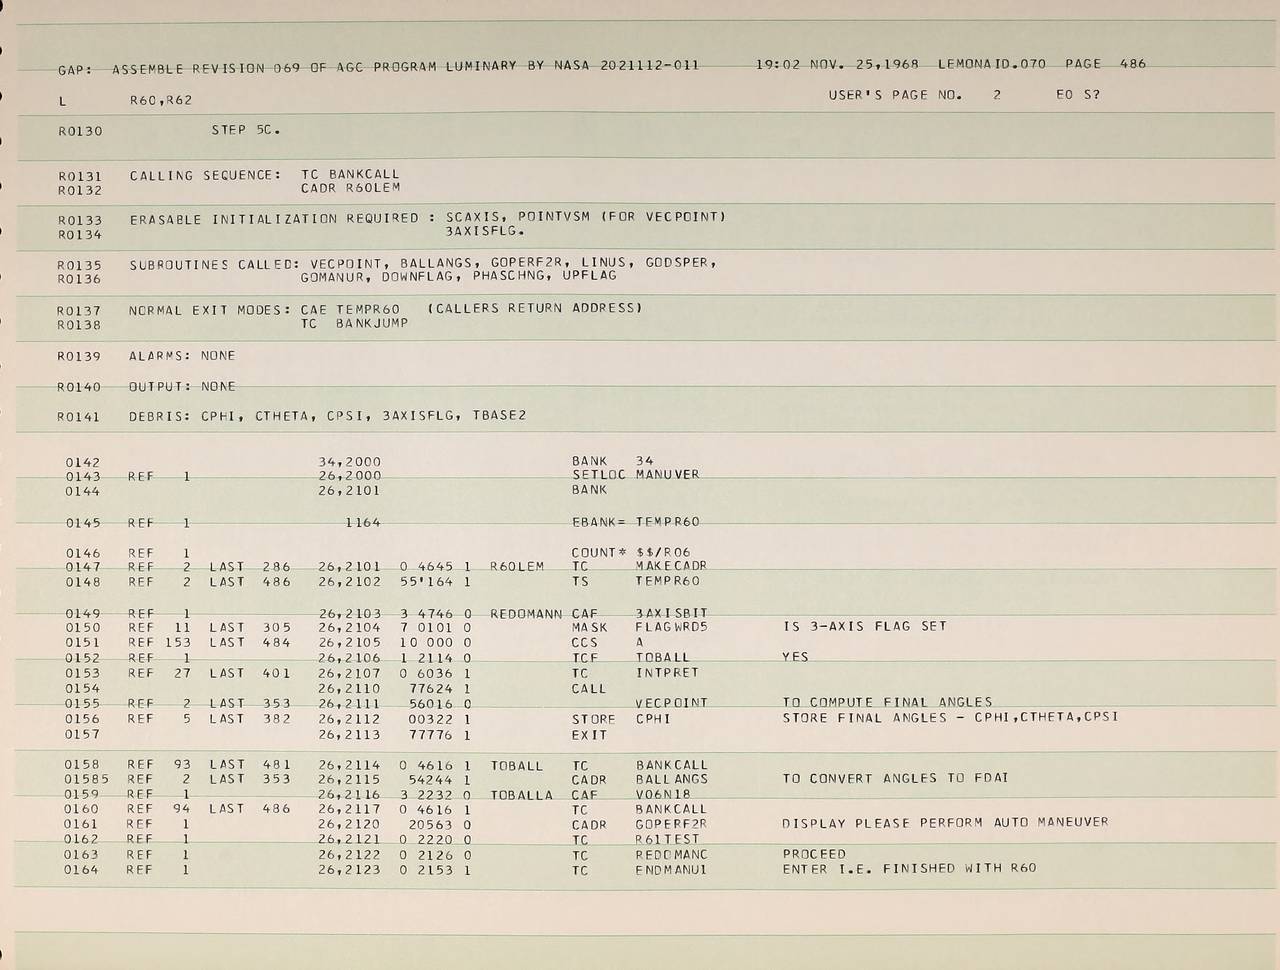 GAP: ASSEMBLE REVISION 069 OF AGC PROGRAM LUMINARY BY NASA 2021112-011 19:02 NOV. 25,1968 LEMONAID.070 PAGE 486
L R60,R62 USER'S PAGE NO. 2 E0 S?
R0130 STEP 5C.
R0131 CALLING SEQUENCE: TC BANKCALL
R0132 CADR R60LEM
R0133 ERASABLE INITIALIZATION REQUIRED : SCAXIS, POINTVSM (FOR VECPOINT)
R0134 3AXISFLG.
R0135 SUBROUTINES CALLED: VECPOINT, BALLANGS, GOPERF2R, LINUS, GODSPER,
R0136 GOMANUR, DOWNFLAG, PHASCHNG, UPFLAG
R0137 NORMAL EXIT MODES: CAE TEMPR60 (CALLERS RETURN ADDRESS)
R0138 TC BANKJUMP
R0139 ALARMS: NONE
R0140 OUTPUT: NONE
R0141 DEBRIS: CPHI, CTHETA, CPSI, 3AXISFLG, TBASE2
0142 34,2000 BANK 34
0143 REF 1 26,2000 SETLOC MANUVER
0144 26,2101 BANK
0145 REF 1 1164 EBANK= TEMPR60
0146 REF 1 COUNT* $$/R06
0147 REF 2 LAST 286 26,2101 0 4645 1 R60LEM TC MAKECADR
0148 REF 2 LAST 486 26,2102 55'164 1 TS TEMPR60
0149 REF 1 26,2103 3 4746 0 REDOMANN CAF 3AXISBIT
0150 REF 11 LAST 305 26,2104 7 0101 0 MASK FLAGWRD5 IS 3-AXIS FLAG SET
0151 REF 153 LAST 484 26,2105 10 000 0 CCS A
0152 REF 1 26,2106 1 2114 0 TCF TOBALL YES
0153 REF 27 LAST 401 26,2107 0 6036 1 TC INTPRET
0154 26,2110 77624 1 CALL
0155 REF 2 LAST 353 26,2111 56016 0 VECPOINT TO COMPUTE FINAL ANGLES
0156 REF 5 LAST 382 26,2112 00322 1 STORE CPHI STORE FINAL ANGLES - CPHI,CTHETA,CPSI
0157 26,2113 77776 1 EXIT
0158 REF 93 LAST 481 26,2114 0 4616 1 TOBALL TC BANKCALL
01585 REF 2 LAST 353 26,2115 54244 1 CADR BALLANGS TO CONVERT ANGLES TO FDAI
0159 REF 1 26,2116 3 2232 0 TOBALLA CAF V06N18
0160 REF 94 LAST 486 26,2117 0 4616 1 TC BANKCALL
0161 REF 1 26,2120 20563 0 CADR GOPERF2R DISPLAY PLEASE PERFORM AUTO MANEUVER
0162 REF 1 26,2121 0 2220 0 TC R61TEST
0163 REF 1 26,2122 0 2126 0 TC REDOMANC PROCEED
0164 REF 1 26,2123 0 2153 1 TC ENDMANU1 ENTER I.E. FINISHED WITH R60